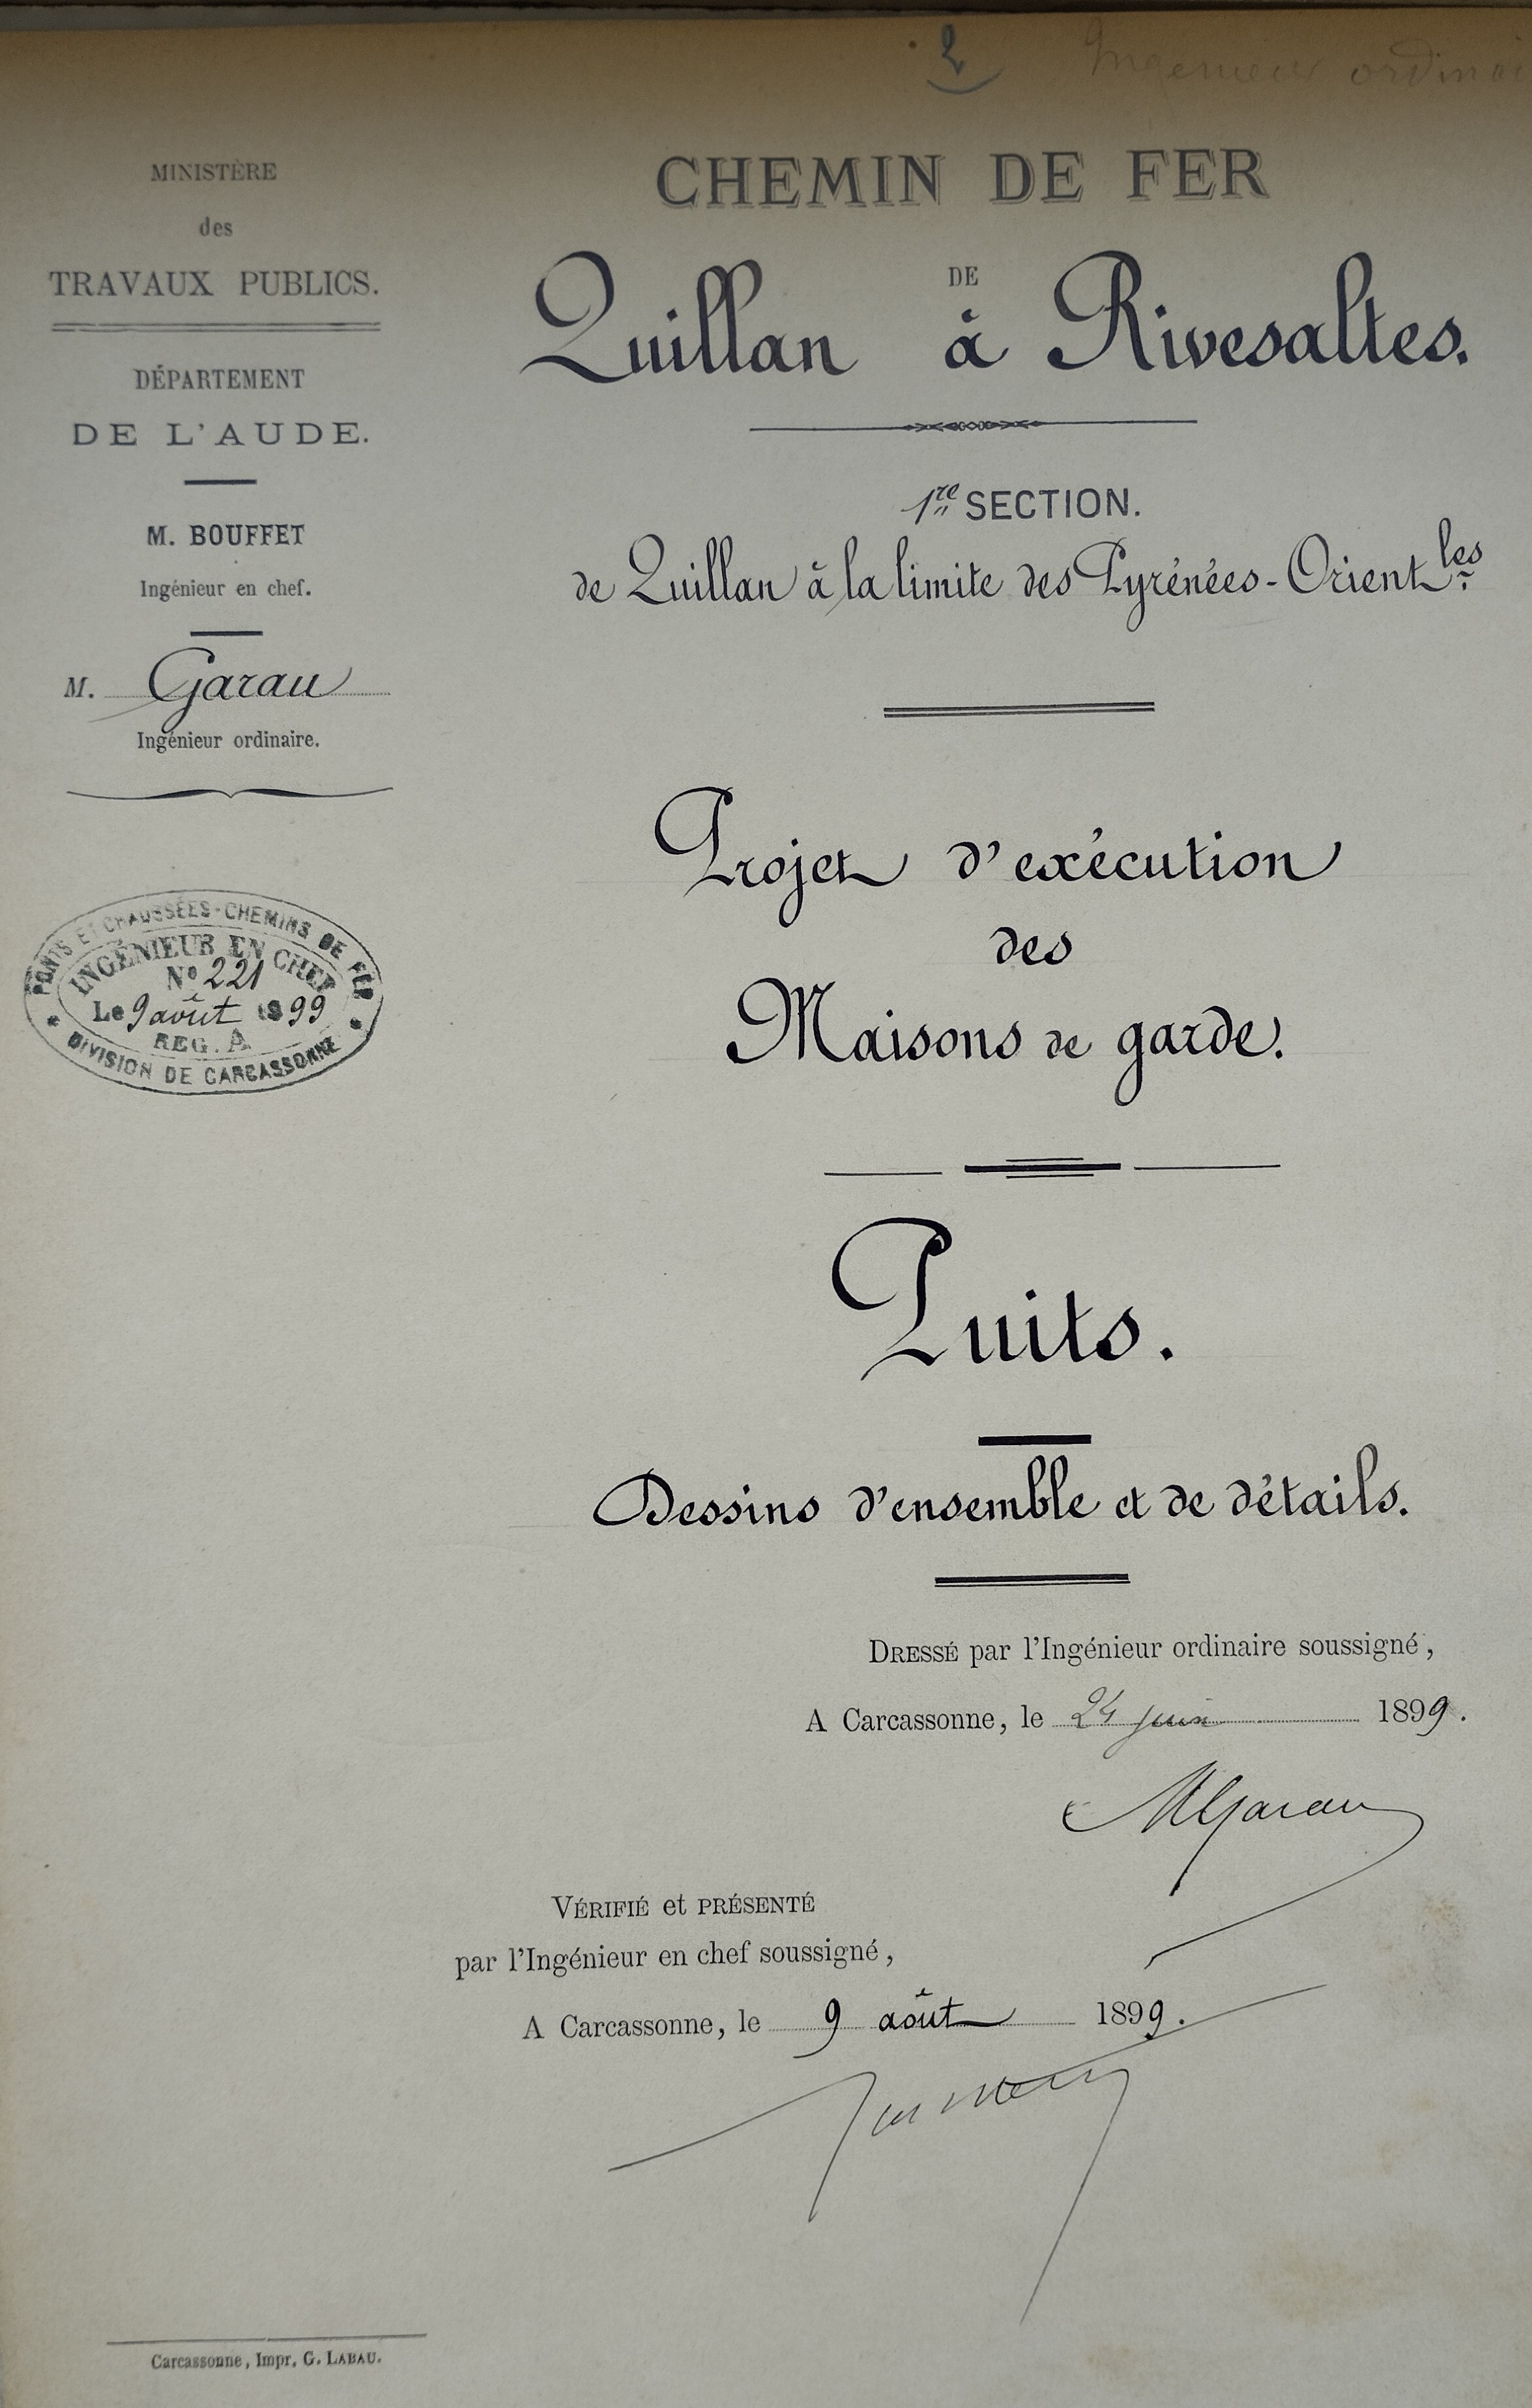 2 Ingénieur ordinai
MINISTÈRE
des
TRAVAUX PUBLICS.
DÉPARTEMENT
DE L'AUDE.
M. BOUFFET
Ingénieur en chef.
M. Garau
Ingénieur ordinaire.
PONTS ET CHAUSSÉES - CHEMINS DE FER
INGÉNIEUR EN CHEF
N° 221
Le 9 août 1899
REG. A
DIVISION DE CARCASSONNE
CHEMIN DE FER
DE
Quillan à Rivesaltes.
1re SECTION.
de Quillan à la limite des Pyrénées-Orient.les
Projet d'exécution
des
Maisons de garde.
Puits.
Dessins d'ensemble et de détails.
DRESSÉ par l'Ingénieur ordinaire soussigné,
A Carcassonne, le 24 juin 1899.
MGarau
VÉRIFIÉ et PRÉSENTÉ
par l'Ingénieur en chef soussigné,
A Carcassonne, le 9 août 1899.
Carcassonne, Impr. G. LABAU.